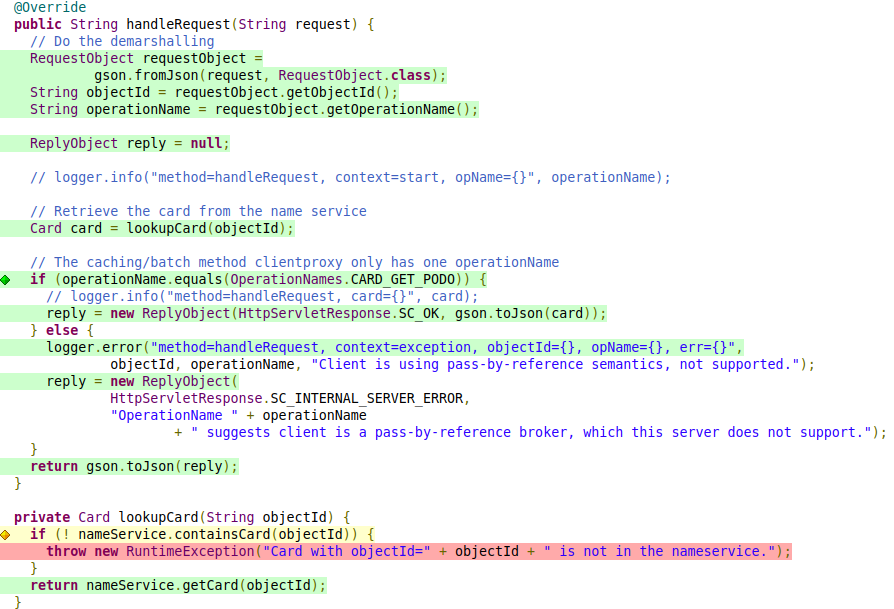 @Override
public String handleRequest(String request) {
// Do the demarshalling
RequestObject requestObject =
gson.fromJson(request, RequestObject.class);
String objectId = requestObject.getObjectId();
String operationName = requestObject.getOperationName();
ReplyObject reply = null;
// logger.info("method=handleRequest, context=start, opName={}", operationName);
// Retrieve the card from the name service
Card card = lookupCard(objectId);
// The caching/batch method clientproxy only has one operationName
if (operationName.equals(OperationNames.CARD_GET_PODO)) {
// logger.info("method=handleRequest, card={}", card);
reply = new ReplyObject(HttpServletResponse.SC_OK, gson.toJson(card));
} else {
logger.error("method=handleRequest, context=exception, objectId={}, opName={}, err={}",
objectId, operationName, "Client is using pass-by-reference semantics, not supported.");
reply = new ReplyObject(
HttpServletResponse.SC_INTERNAL_SERVER_ERROR,
"OperationName " + operationName
+ " suggests client is a pass-by-reference broker, which this server does not support.");
}
return gson.toJson(reply);
}
private Card lookupCard(String objectId) {
if (! nameService.containsCard(objectId)) {
throw new RuntimeException("Card with objectId=" + objectId + " is not in the nameservice.");
}
return nameService.getCard(objectId);
}